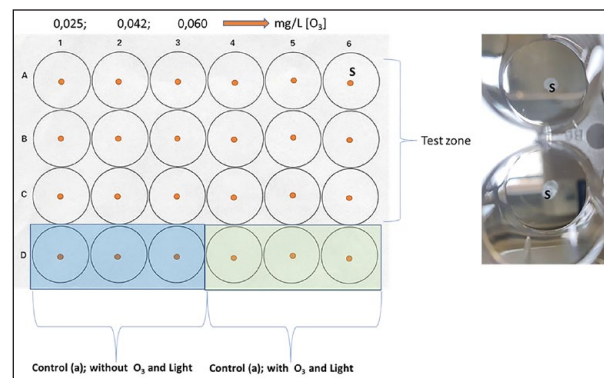 0,025; 0,042; 0,060 mg/L [O₃]
1 2 3 4 5 6
A
S
B
Test zone
C
D
Control (a); without O₃ and Light Control (a); with O₃ and Light
S
S